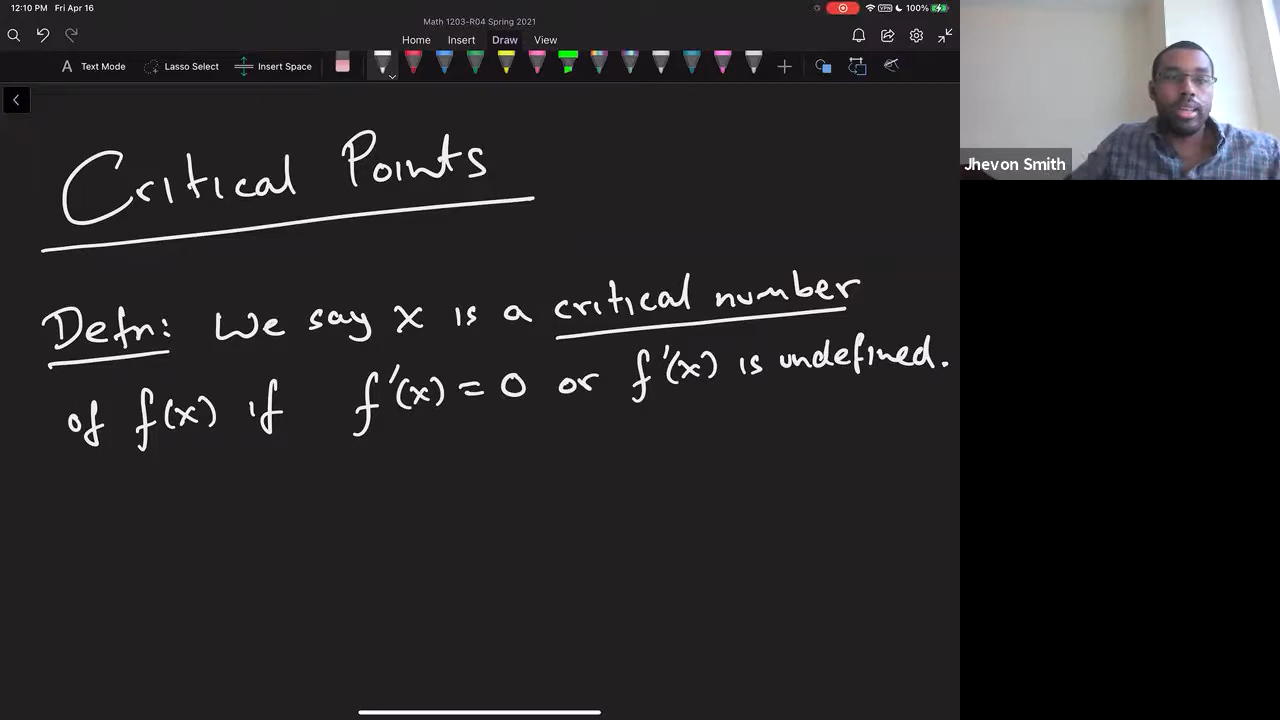 12:10 PM Fri Apr 16
100%
Math 1203-R04 Spring 2021
Home Insert Draw View
Text Mode Lasso Select Insert Space
Jhevon Smith
Critical Points
Defn: We say x is a critical number
of f(x) if f'(x) = 0 or f'(x) is undefined.